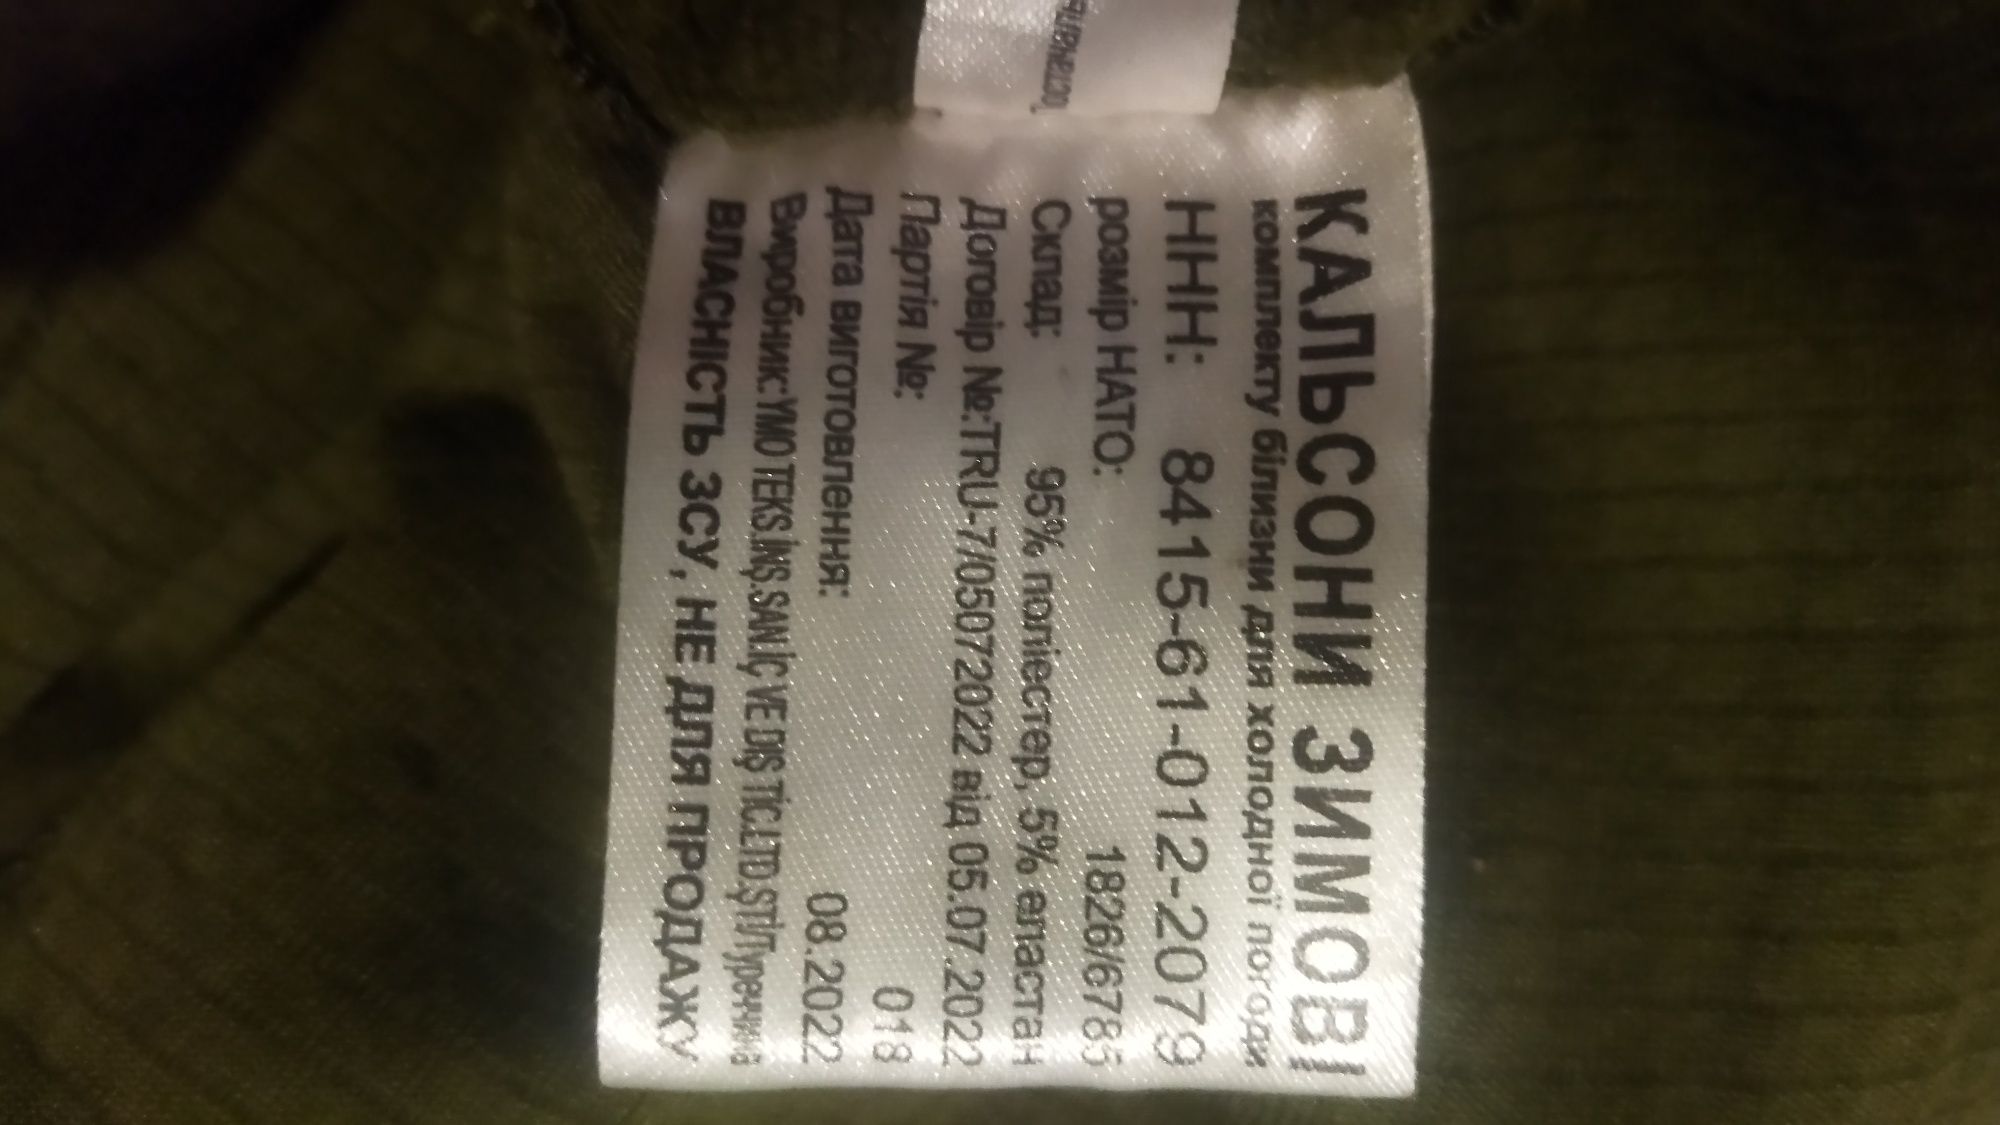 КАЛЬСОНИ ЗИМОВІ
комплекту білизни для холодної погоди
ННН: 8415-61-012-2079
розмір НАТО: 1826/6785
Склад: 95% поліестер, 5% еластан
Договір №:TRU-7/05072022 від 05.07.2022
Партія №: 018
Дата виготовлення: 08.2022
Виробник:YIMO TEKS.İNŞ.SAN.İÇ VE DIŞ TİC.LTD.ŞTİ/Туреччина
ВЛАСНІСТЬ ЗСУ, НЕ ДЛЯ ПРОДАЖУ